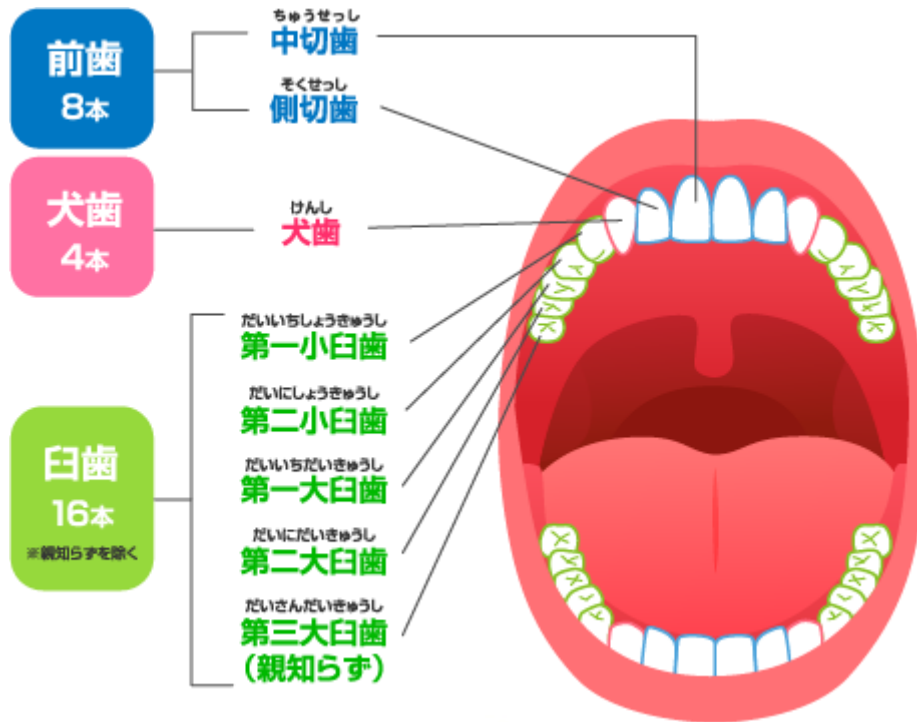 前歯
8本
ちゅうせっし
中切歯
そくせっし
側切歯
犬歯
4本
けんし
犬歯
臼歯
16本
※親知らずを除く
だいいちしょうきゅうし
第一小臼歯
だいにしょうきゅうし
第二小臼歯
だいいちだいきゅうし
第一大臼歯
だいにだいきゅうし
第二大臼歯
だいさんだいきゅうし
第三大臼歯
(親知らず)